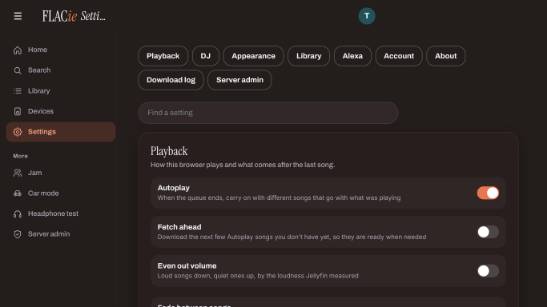 FLACie Setti...
T
Home
Search
Library
Devices
Settings
More
Jam
Car mode
Headphone test
Server admin
Playback DJ Appearance Library Alexa Account About
Download log Server admin
Find a setting
Playback
How this browser plays and what comes after the last song.
Autoplay
When the queue ends, carry on with different songs that go with what was playing
Fetch ahead
Download the next few Autoplay songs you don't have yet, so they are ready when needed
Even out volume
Loud songs down, quiet ones up, by the loudness Jellyfin measured